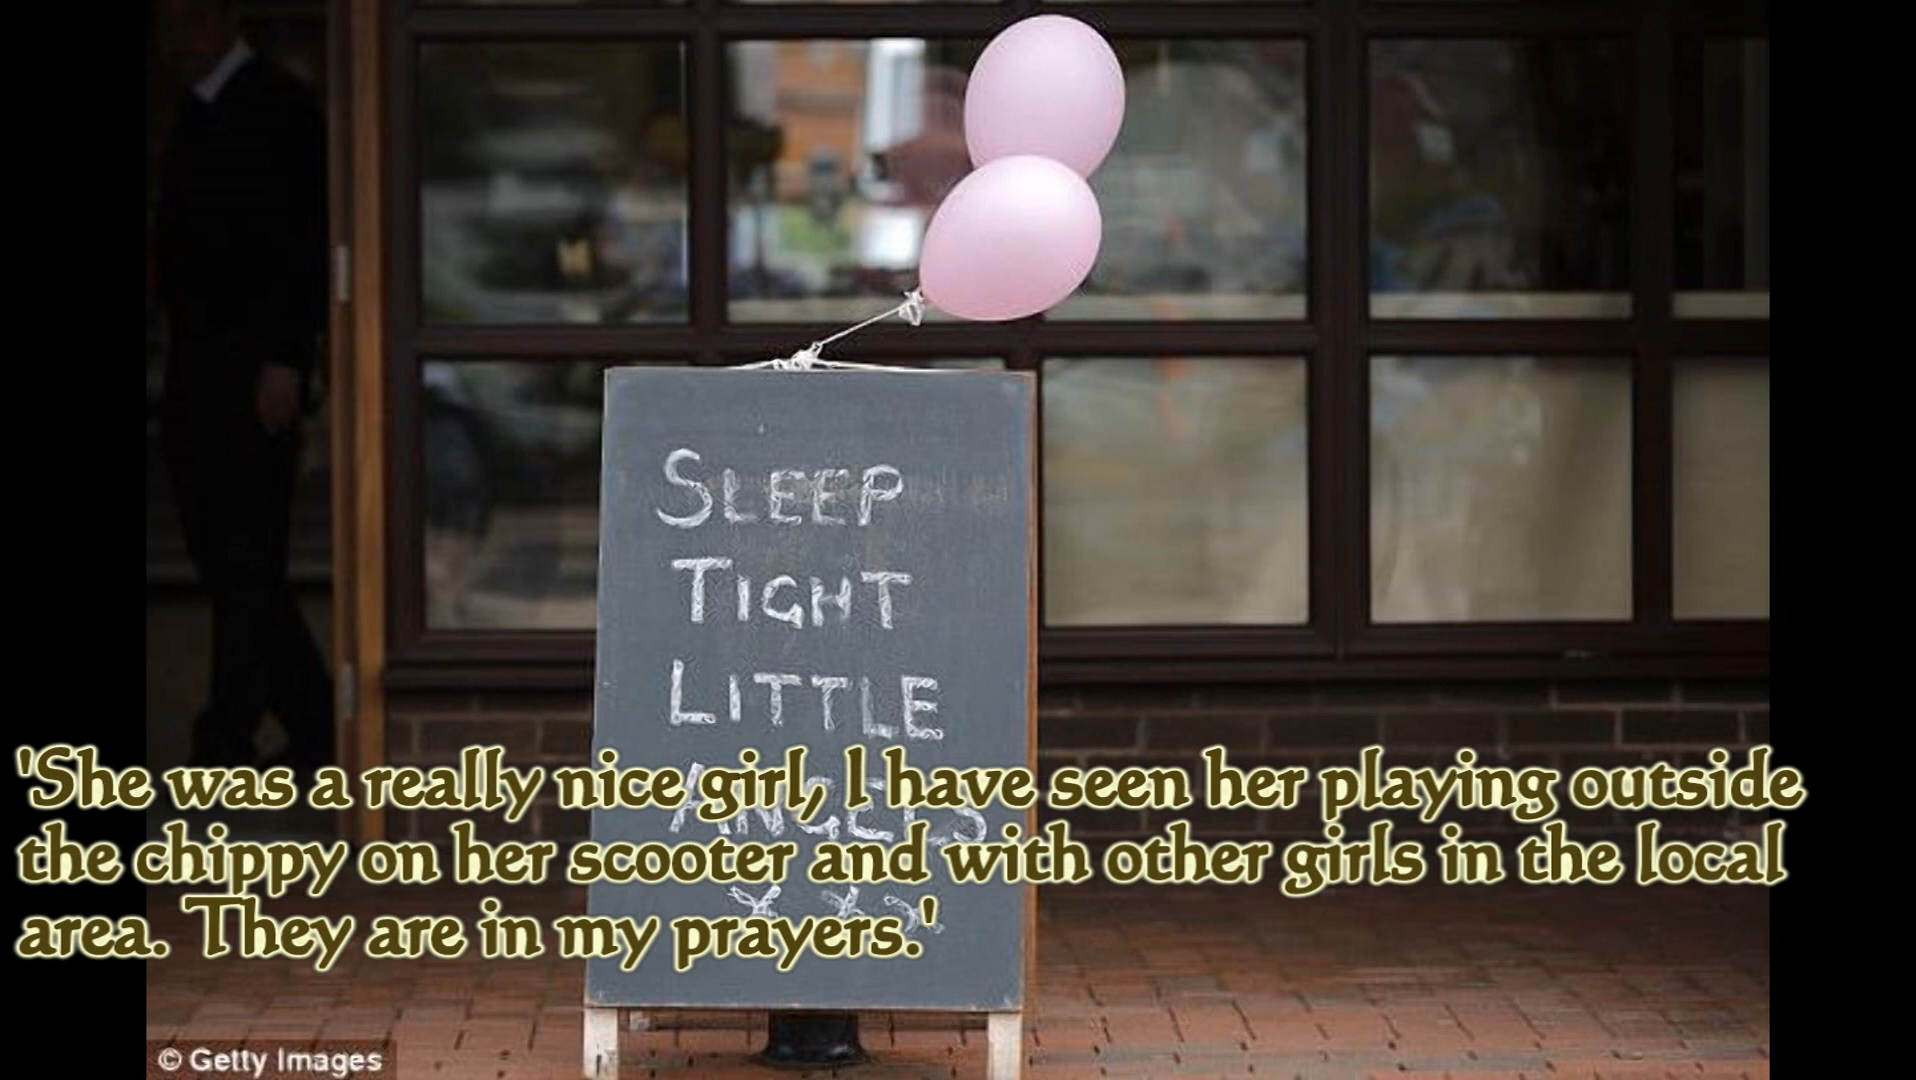 SLEEP
TIGHT
LITTLE
ANGELS
X X X
'She was a really nice girl, I have seen her playing outside
the chippy on her scooter and with other girls in the local
area. They are in my prayers.'
© Getty Images